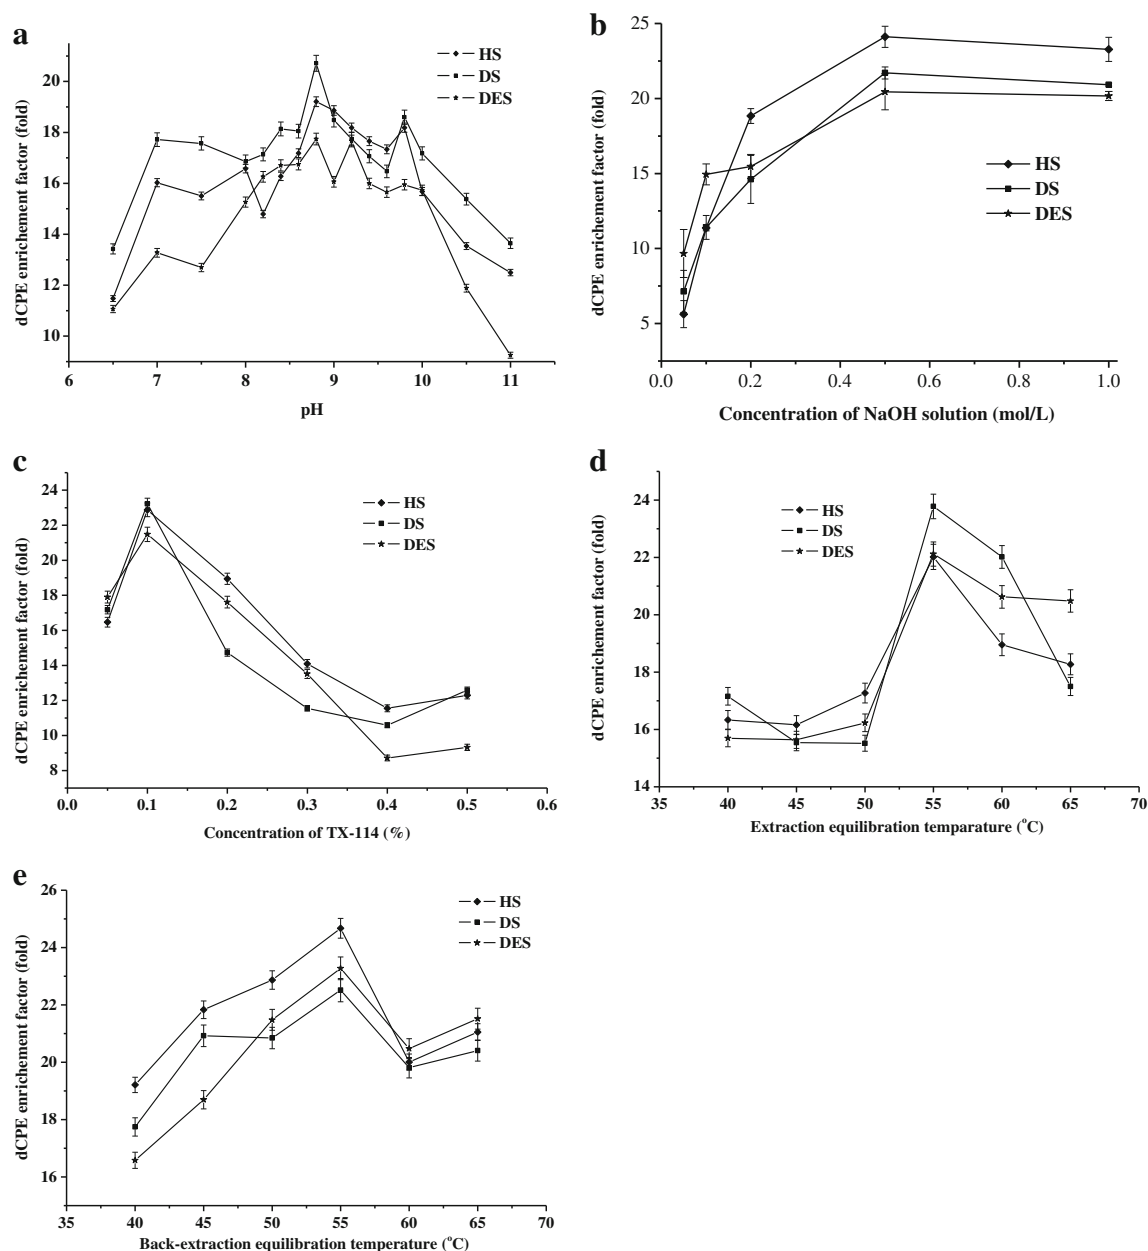 a
HS
DS
DES
20
18
16
14
12
10
dCPE enrichement factor (fold)
6 7 8 9 10 11
pH
b
25
20
15
10
5
dCPE enrichement factor (fold)
HS
DS
DES
0.0 0.2 0.4 0.6 0.8 1.0
Concentration of NaOH solution (mol/L)
c
24
22
20
18
16
14
12
10
8
dCPE enrichement factor (fold)
HS
DS
DES
0.0 0.1 0.2 0.3 0.4 0.5 0.6
Concentration of TX-114 (%)
d
24
22
20
18
16
14
dCPE enrichement factor (fold)
HS
DS
DES
35 40 45 50 55 60 65 70
Extraction equilibration temparature (°C)
e
26
24
22
20
18
16
dCPE enrichement factor (fold)
HS
DS
DES
35 40 45 50 55 60 65 70
Back-extraction equilibration temperature (°C)